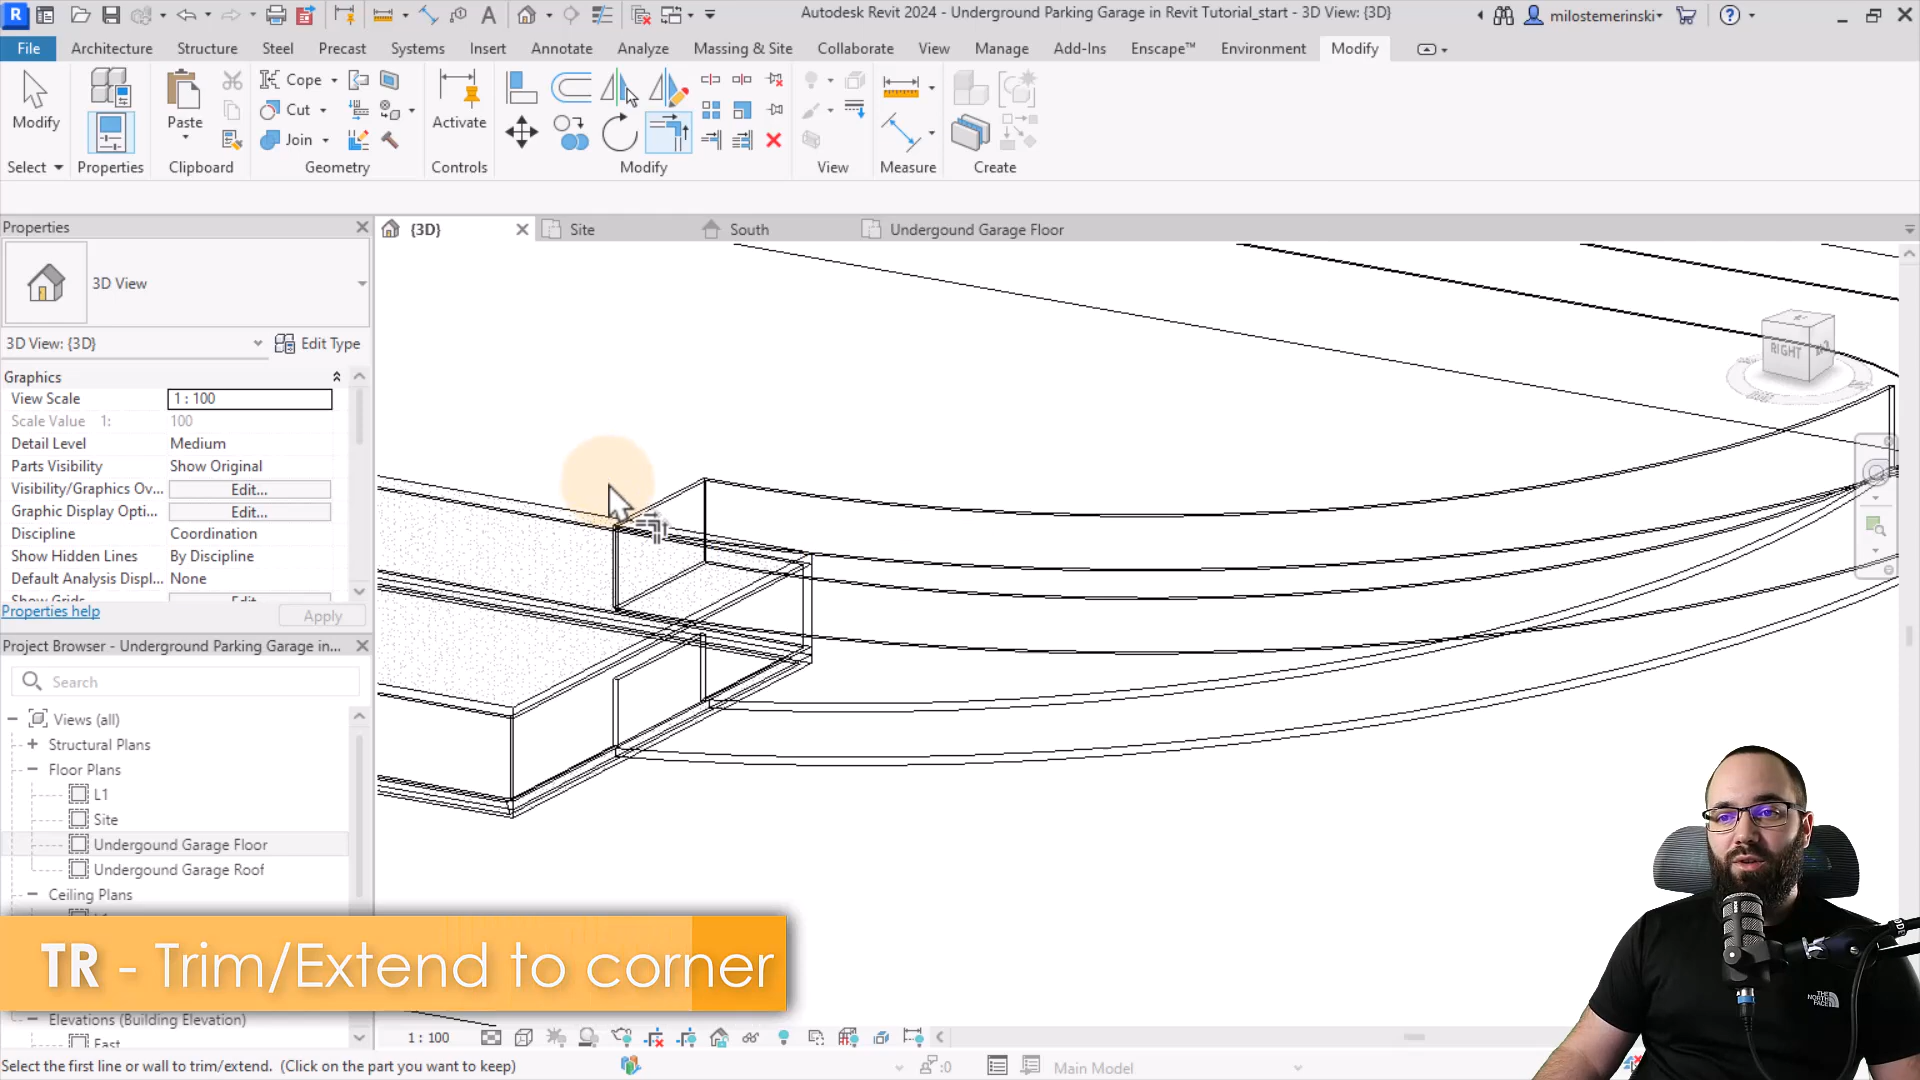 Autodesk Revit 2024 - Underground Parking Garage in Revit Tutorial_start - 3D View: {3D}
milostemerinski
File
Architecture
Structure
Steel
Precast
Systems
Insert
Annotate
Analyze
Massing & Site
Collaborate
View
Manage
Add-Ins
Enscape™
Environment
Modify
Modify
Paste
Cope
Cut
Join
Activate
Select
Properties
Clipboard
Geometry
Controls
Modify
View
Measure
Create
Properties
{3D}
Site
South
Undergound Garage Floor
3D View
3D View: {3D}
Edit Type
Graphics
View Scale
1 : 100
Scale Value 1:
100
Detail Level
Medium
Parts Visibility
Show Original
Visibility/Graphics Ov...
Edit...
Graphic Display Opti...
Edit...
Discipline
Coordination
Show Hidden Lines
By Discipline
Default Analysis Displ...
None
Show Grids
Edit...
Properties help
Apply
RIGHT
Project Browser - Underground Parking Garage in...
Search
Views (all)
Structural Plans
Floor Plans
L1
Site
Undergound Garage Floor
Undergound Garage Roof
Ceiling Plans
TR - Trim/Extend to corner
Elevations (Building Elevation)
East
1 : 100
Select the first line or wall to trim/extend. (Click on the part you want to keep)
:0
Main Model
THE NORTH FACE